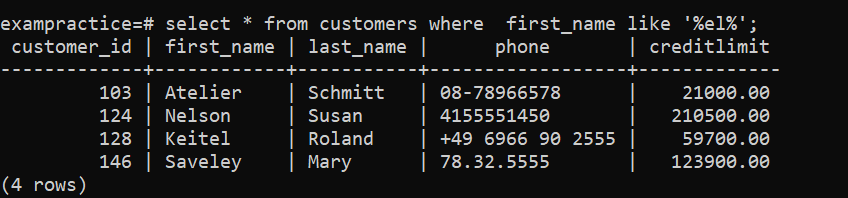 exampractice=# select * from customers where  first_name like '%el%';
 customer_id | first_name | last_name |      phone       | creditlimit
-------------+------------+-----------+------------------+-------------
         103 | Atelier    | Schmitt   | 08-78966578      |    21000.00
         124 | Nelson     | Susan     | 4155551450       |   210500.00
         128 | Keitel     | Roland    | +49 6966 90 2555 |    59700.00
         146 | Saveley    | Mary      | 78.32.5555       |   123900.00
(4 rows)